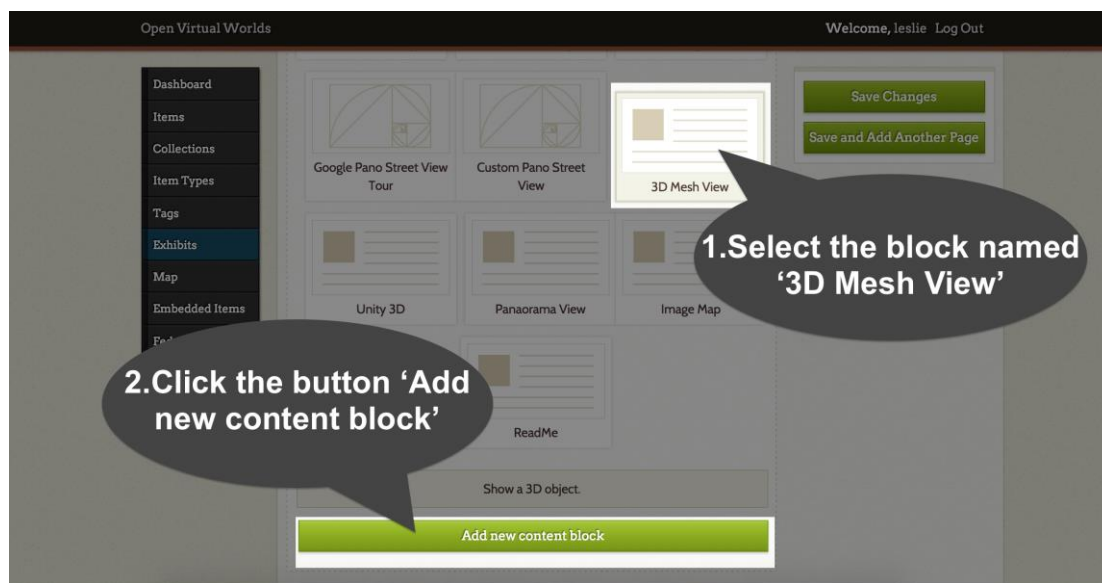 Open Virtual Worlds
Welcome, leslie Log Out
Dashboard
Items
Collections
Item Types
Tags
Exhibits
Map
Embedded Items
Google Pano Street View
Tour
Custom Pano Street
View
3D Mesh View
Save Changes
Save and Add Another Page
1.Select the block named
‘3D Mesh View’
Unity 3D
Panaorama View
Image Map
2.Click the button ‘Add
new content block’
ReadMe
Show a 3D object.
Add new content block